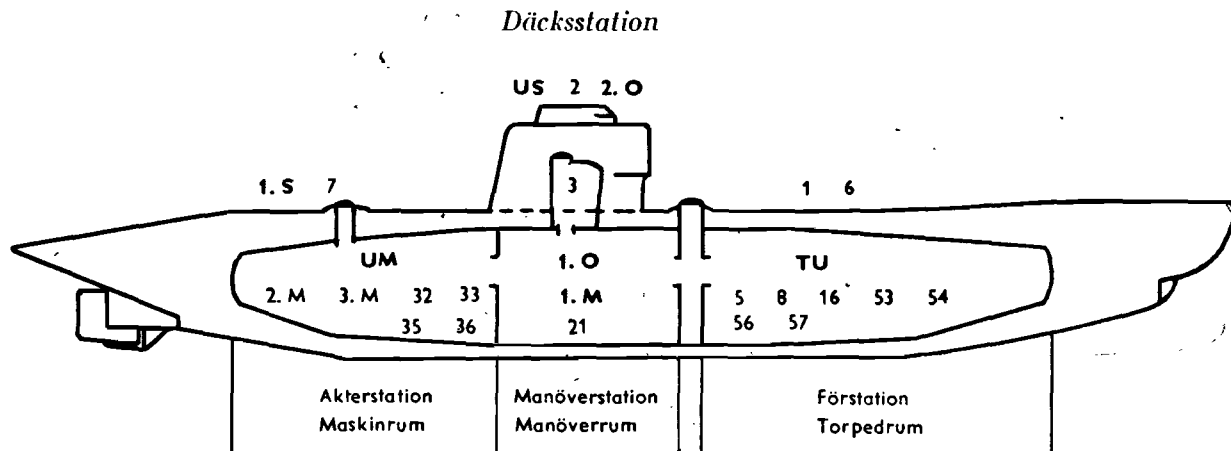 Däcksstation
US 2 2. O
3
1. S 7
1 6
UM 1. O TU
2. M 3. M 32 33 1. M 5 8 16 53 54
35 36 21 56 57
Akterstation Manöverstation Förstation
Maskinrum Manöverrum Torpedrum